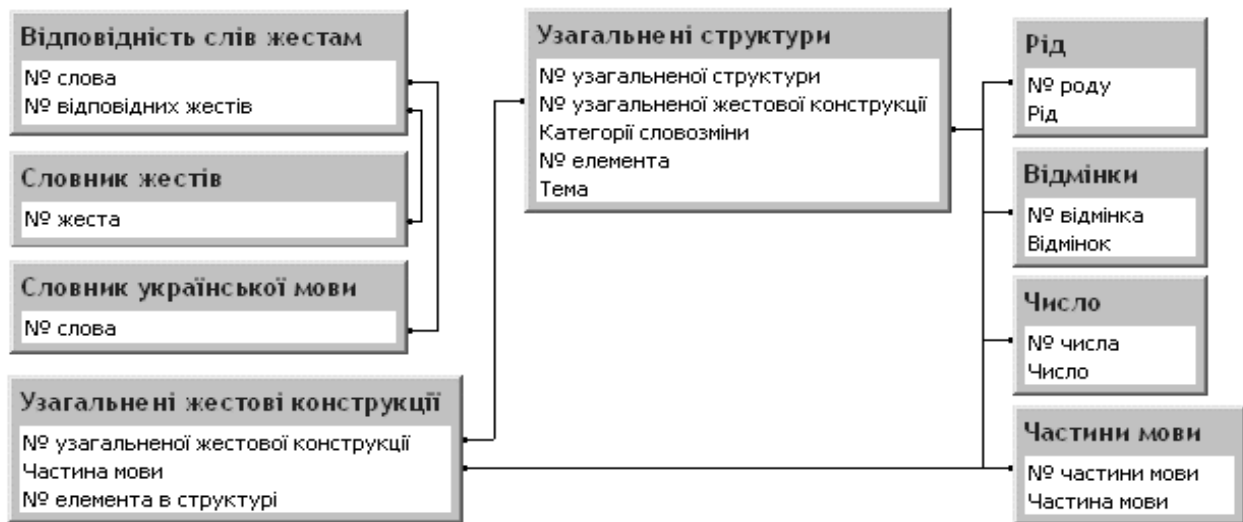 Відповідність слів жестам
№ слова
№ відповідних жестів
Словник жестів
№ жеста
Словник української мови
№ слова
Узагальнені жестові конструкції
№ узагальненої жестової конструкції
Частина мови
№ елемента в структурі
Узагальнені структури
№ узагальненої структури
№ узагальненої жестової конструкції
Категорії словозміни
№ елемента
Тема
Рід
№ роду
Рід
Відмінки
№ відмінка
Відмінок
Число
№ числа
Число
Частини мови
№ частини мови
Частина мови